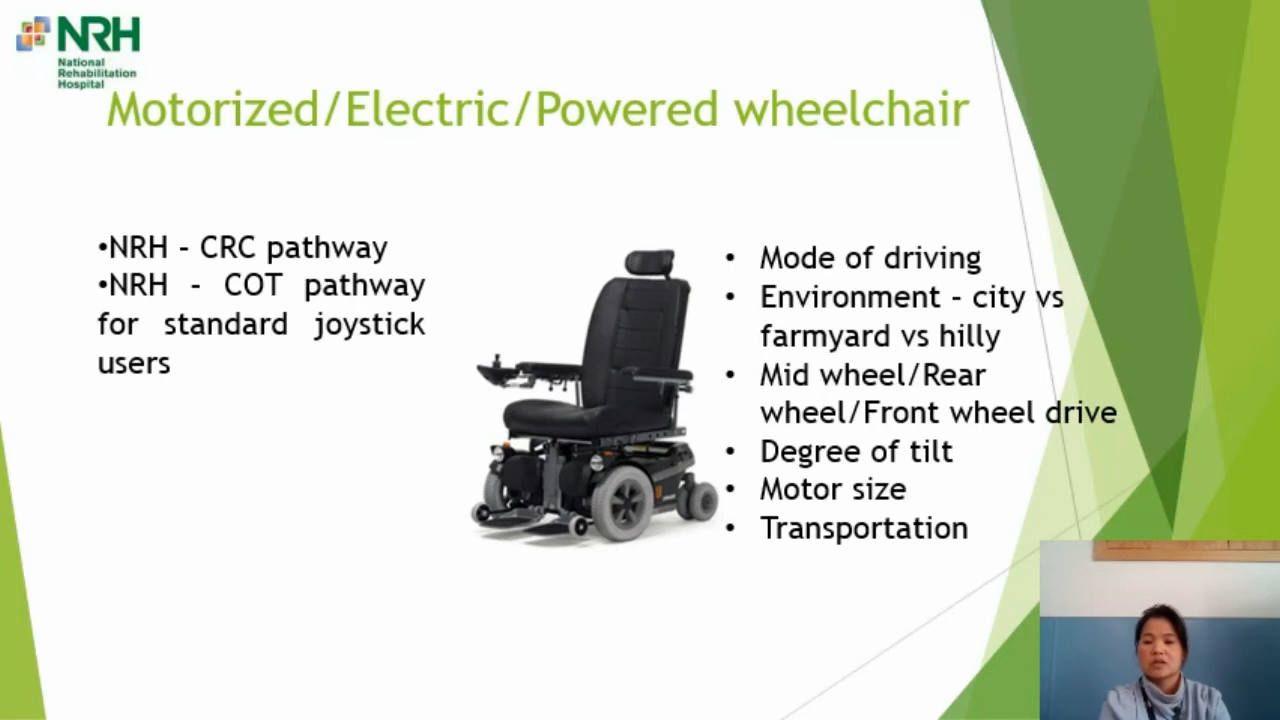 NRH
National
Rehabilitation
Hospital
Motorized/Electric/Powered wheelchair
•NRH - CRC pathway
•NRH - COT pathway
for standard joystick
users
• Mode of driving
• Environment - city vs
farmyard vs hilly
• Mid wheel/Rear
wheel/Front wheel drive
• Degree of tilt
• Motor size
• Transportation